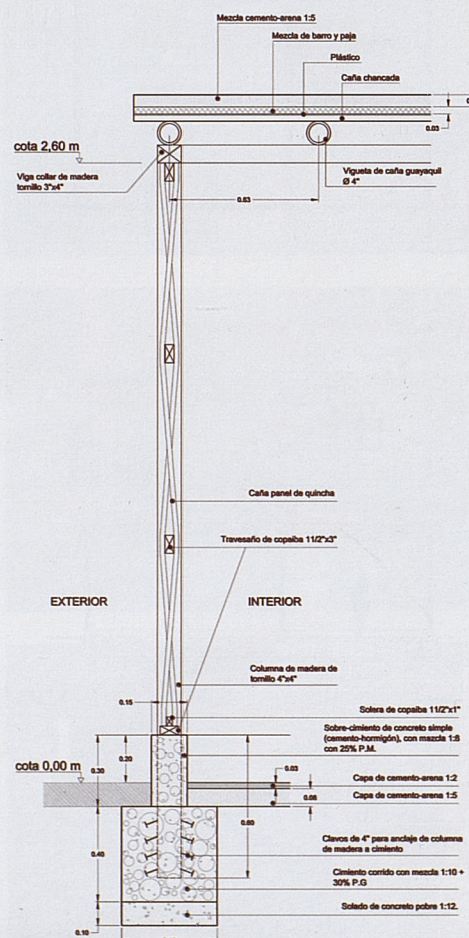 Mezcla cemento-arena 1:5
Mezcla de barro y paja
Plástico
Caña chancada
0.03
cota 2,60 m
Viga collar de madera
tornillo 3"x4"
Vigueta de caña guayaquil
Ø 4"
0.63
Caña panel de quincha
Travesaño de copaiba 11/2"x3"
EXTERIOR
INTERIOR
Columna de madera de
tornillo 4"x4"
0.15
Solera de copaiba 11/2"x1"
Sobre-cimiento de concreto simple
(cemento-hormigón), con mezcla 1:8
con 25% P.M.
cota 0,00 m
0.30
0.20
0.03
Capa de cemento-arena 1:2
0.08
Capa de cemento-arena 1:5
0.60
0.40
Clavos de 4" para anclaje de columna
de madera a cimiento
Cimiento corrido con mezcla 1:10 +
30% P.G
Solado de concreto pobre 1:12.
0.10